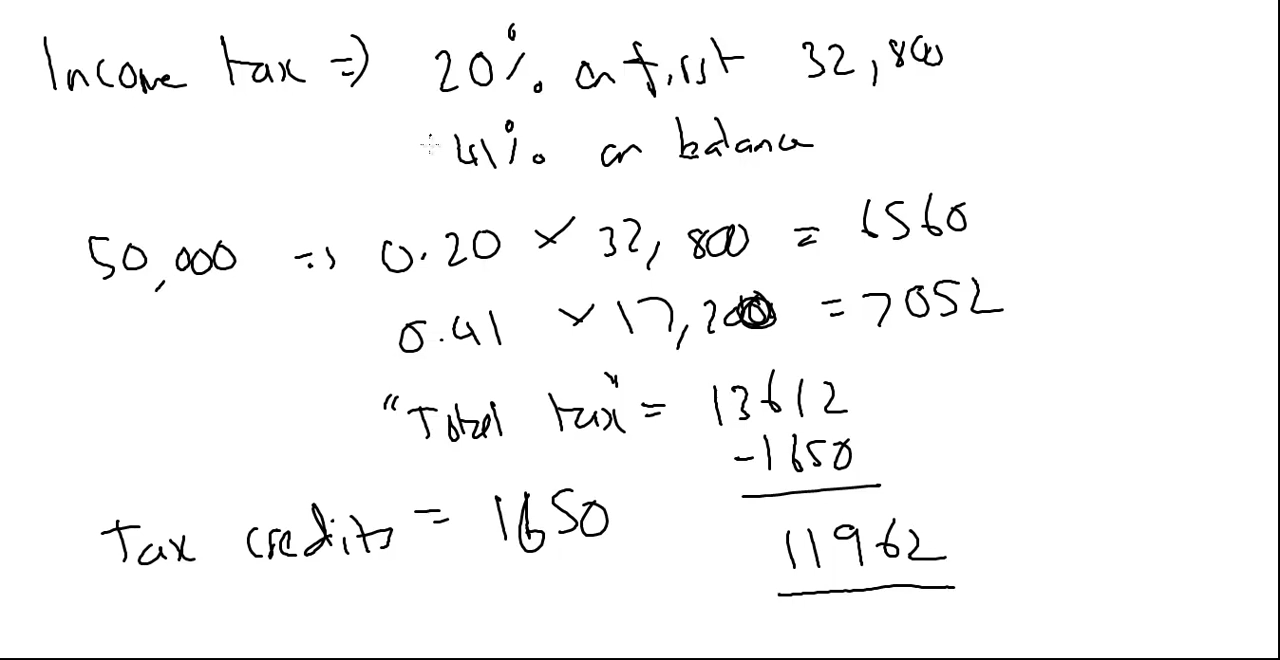 Income tax => 20% on first 32,800
+ 41% on balance
50,000 => 0.20 × 32,800 = 6560
0.41 × 17,200 = 7052
"Total tax" = 13612
-1650
Tax credits = 1650
11962